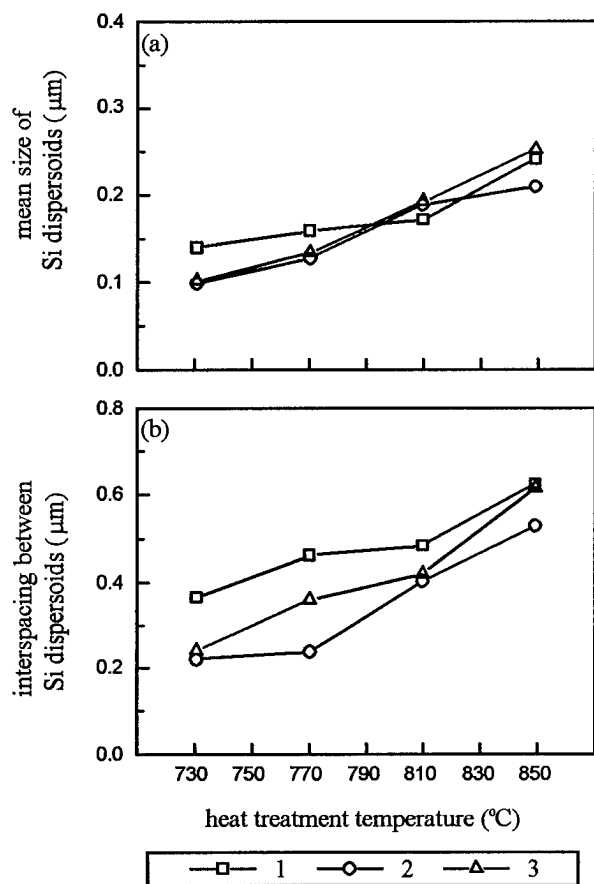 0.4
(a)
0.3
0.2
0.1
0.0
mean size of
Si dispersoids (μm)
0.8
(b)
0.6
0.4
0.2
0.0
interspacing between
Si dispersoids (μm)
730 750 770 790 810 830 850
heat treatment temperature (°C)
1 2 3